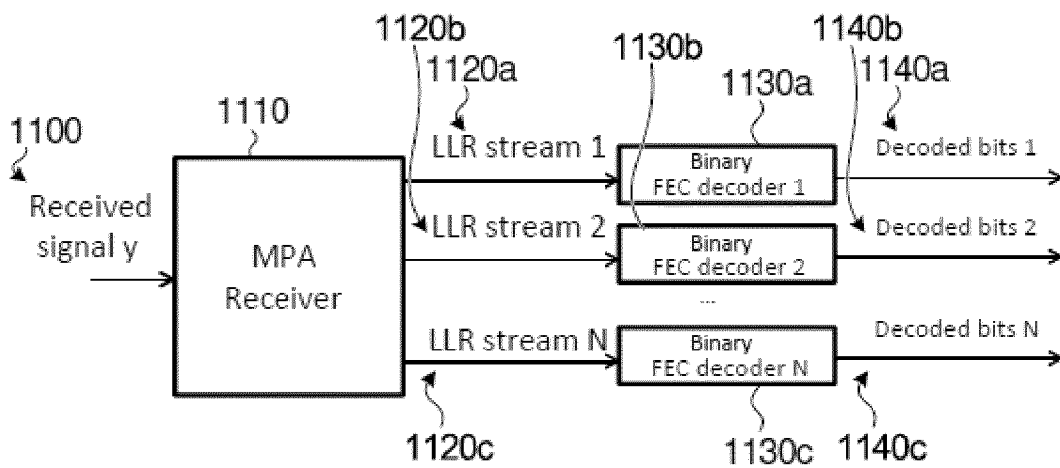 1120b
1120a
1130b
1130a
1140b
1140a
1100
1110
LLR stream 1
Binary
FEC decoder 1
Decoded bits 1
Received
signal y
MPA
Receiver
LLR stream 2
Binary
FEC decoder 2
Decoded bits 2
...
LLR stream N
Binary
FEC decoder N
Decoded bits N
1120c
1130c
1140c